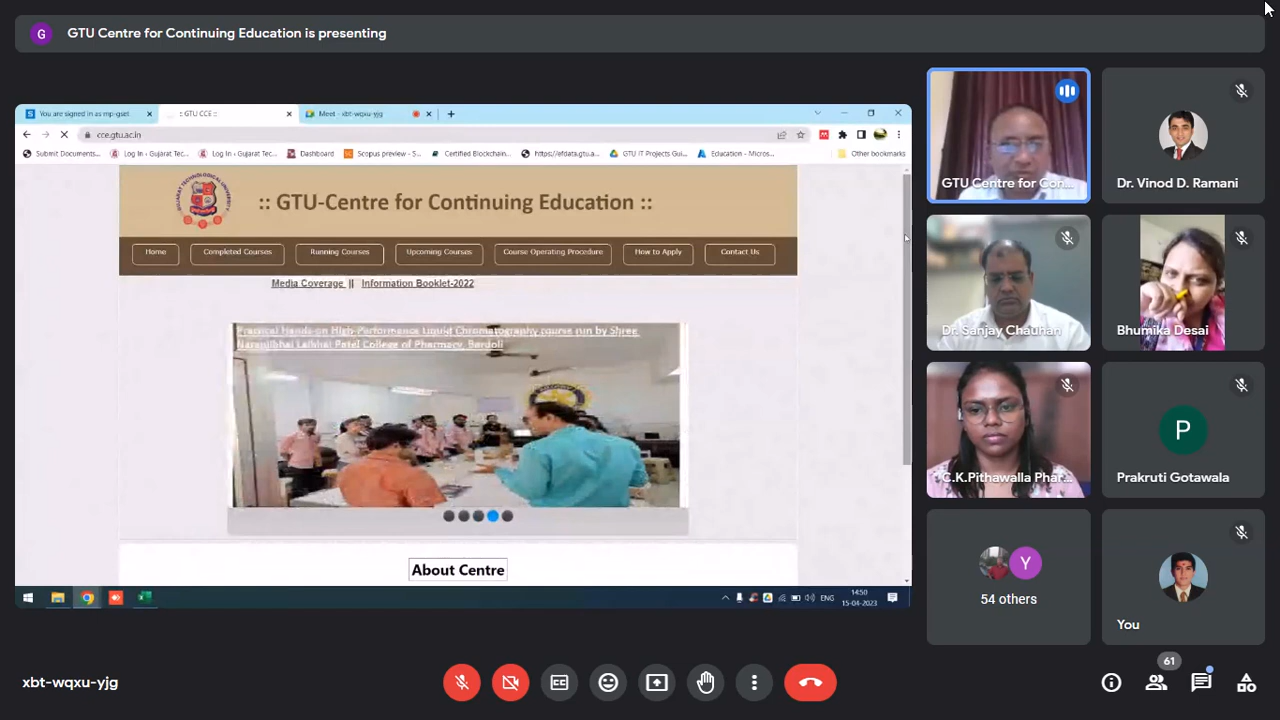 G GTU Centre for Continuing Education is presenting
You are signed in as mp-gset
:: GTU CCE ::
Meet - xbt-wqxu-yjg
cce.gtu.ac.in
Submit Documents...
Log In ‹ Gujarat Tec...
Log In ‹ Gujarat Tec...
Dashboard
Scopus preview - S...
Certified Blockchain...
https://efdata.gtu.a...
GTU IT Projects Gui...
Education - Micros...
Other bookmarks
:: GTU-Centre for Continuing Education ::
Home
Completed Courses
Running Courses
Upcoming Courses
Course Operating Procedure
How to Apply
Contact Us
Media Coverage || Information Booklet-2022
Practical Hands-on High-Performance Liquid Chromatography course run by Shree
Naranjibhai Lalbhai Patel College of Pharmacy, Bardoli
About Centre
ENG
14:50
15-04-2023
GTU Centre for Con...
Dr. Vinod D. Ramani
Dr. Sanjay Chauhan
Bhumika Desai
C.K.Pithawalla Phar...
P
Prakruti Gotawala
Y
54 others
You
xbt-wqxu-yjg
61